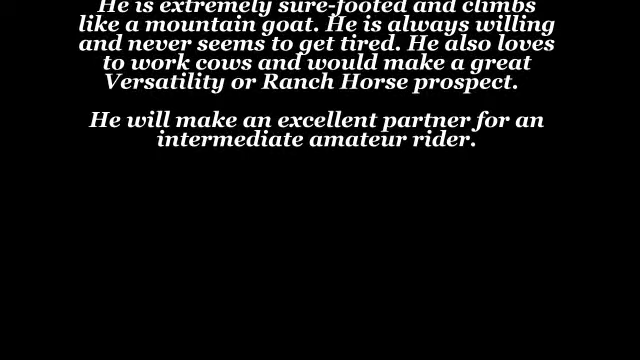 He is extremely sure-footed and climbs
like a mountain goat. He is always willing
and never seems to get tired. He also loves
to work cows and would make a great
Versatility or Ranch Horse prospect.
He will make an excellent partner for an
intermediate amateur rider.